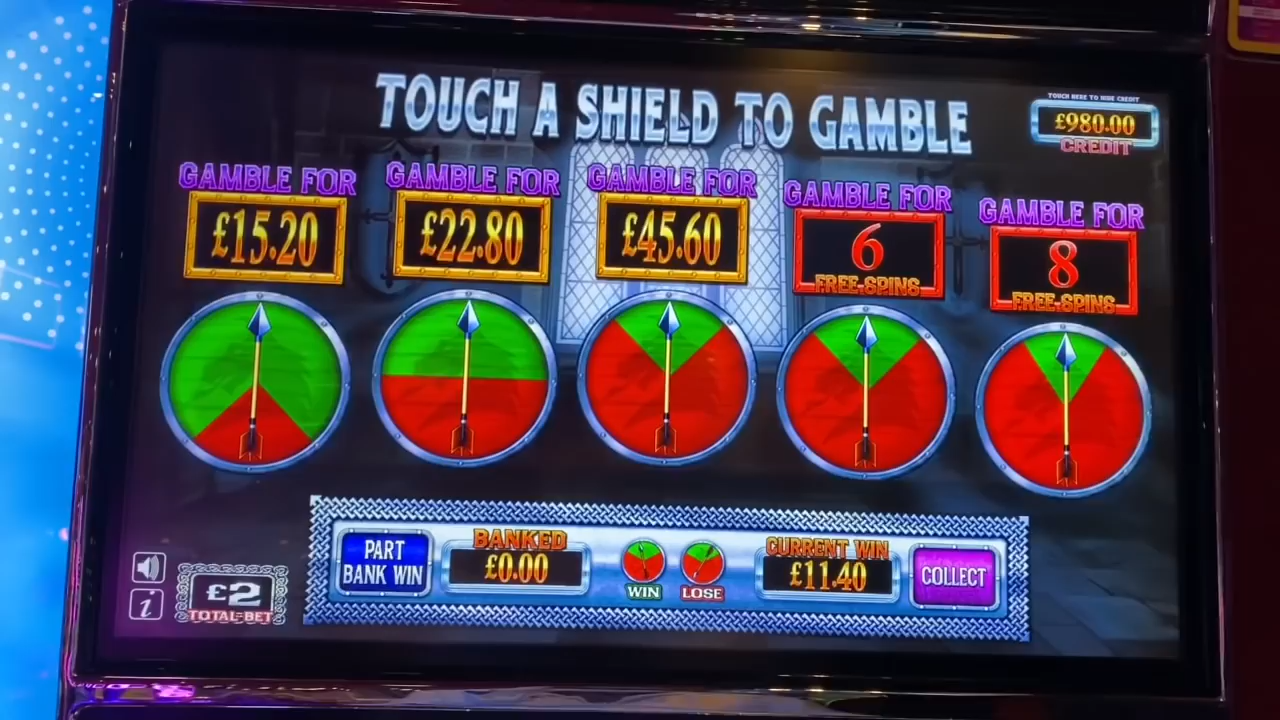 TOUCH A SHIELD TO GAMBLE
TOUCH HERE TO HIDE CREDIT
£980.00
CREDIT
GAMBLE FOR
£15.20
GAMBLE FOR
£22.80
GAMBLE FOR
£45.60
GAMBLE FOR
6
FREE-SPINS
GAMBLE FOR
8
FREE-SPINS
PART
BANK WIN
BANKED
£0.00
WIN
LOSE
CURRENT WIN
£11.40
COLLECT
i
£2
TOTAL-BET